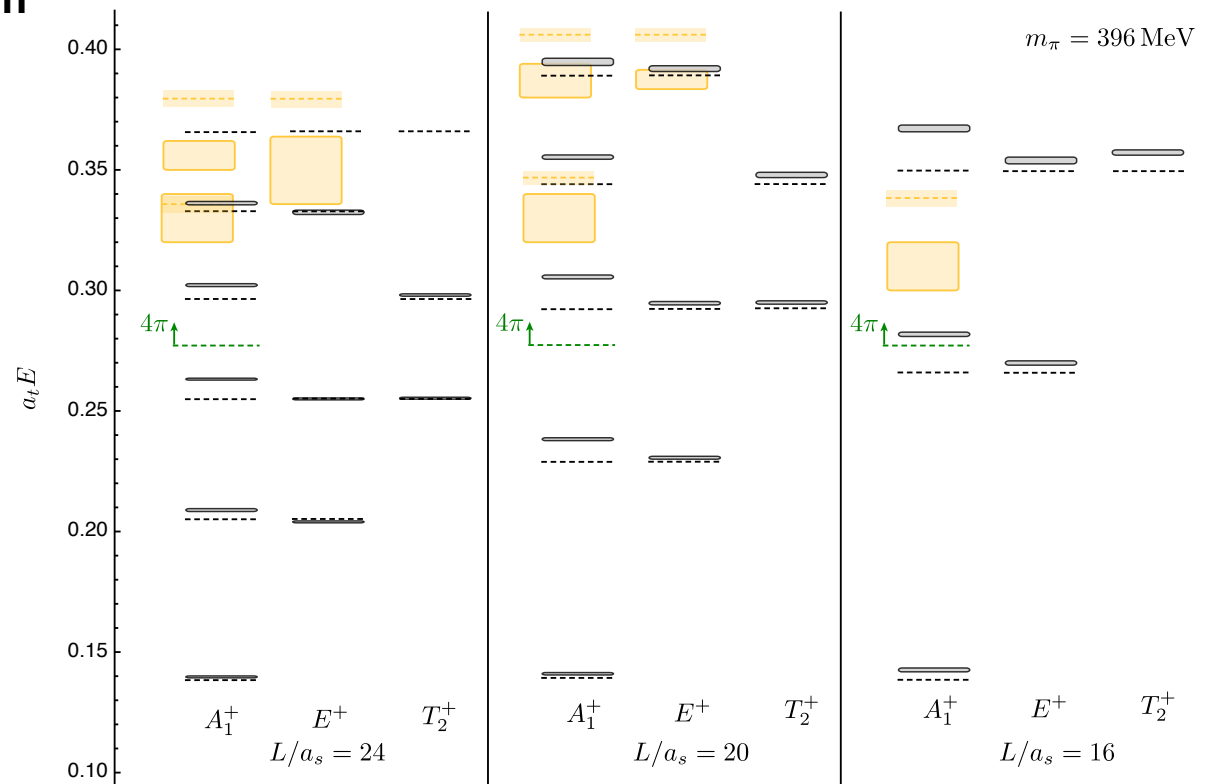 m_π = 396 MeV
a_tE
0.40
0.35
0.30
0.25
0.20
0.15
0.10
4π
4π
4π
A_1^+ E^+ T_2^+
L/a_s = 24
A_1^+ E^+ T_2^+
L/a_s = 20
A_1^+ E^+ T_2^+
L/a_s = 16